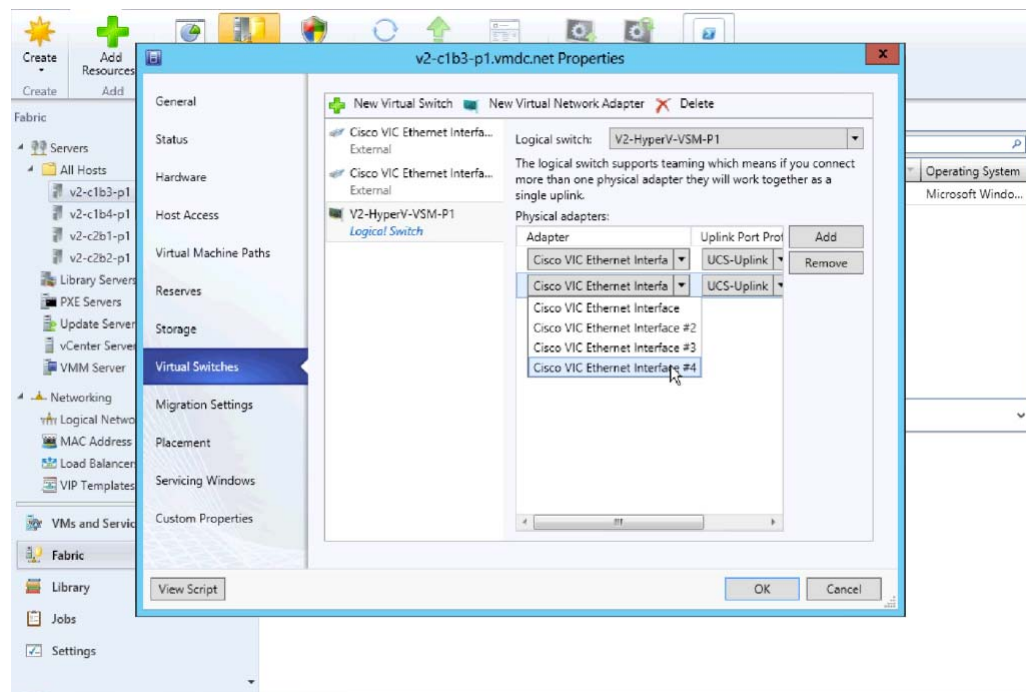 Create
Add
Resources
Create
Add
Fabric
Servers
All Hosts
v2-c1b3-p1
v2-c1b4-p1
v2-c2b1-p1
v2-c2b2-p1
Library Servers
PXE Servers
Update Server
vCenter Server
VMM Server
Networking
Logical Netwo
MAC Address
Load Balancer
VIP Templates
VMs and Servic
Fabric
Library
Jobs
Settings
v2-c1b3-p1.vmdc.net Properties
x
General
Status
Hardware
Host Access
Virtual Machine Paths
Reserves
Storage
Virtual Switches
Migration Settings
Placement
Servicing Windows
Custom Properties
New Virtual Switch New Virtual Network Adapter Delete
Cisco VIC Ethernet Interfa...
External
Cisco VIC Ethernet Interfa...
External
V2-HyperV-VSM-P1
Logical Switch
Logical switch: V2-HyperV-VSM-P1
The logical switch supports teaming which means if you connect
more than one physical adapter they will work together as a
single uplink.
Physical adapters:
Adapter Uplink Port Prof
Cisco VIC Ethernet Interfa UCS-Uplink
Cisco VIC Ethernet Interfa UCS-Uplink
Cisco VIC Ethernet Interface
Cisco VIC Ethernet Interface #2
Cisco VIC Ethernet Interface #3
Cisco VIC Ethernet Interface #4
Add
Remove
View Script
OK
Cancel
Operating System
Microsoft Windo...